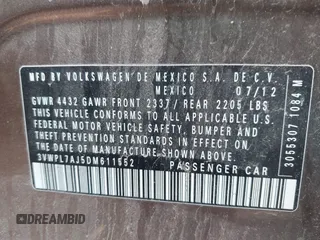 MFD BY VOLKSWAGEN DE MEXICO S.A. DE C.V.
MEXICO 07/12
GVWR 4432 GAWR FRONT 2337/ REAR 2205 LBS
THIS VEHICLE CONFORMS TO ALL APPLICABLE
FEDERAL MOTOR VEHICLE SAFETY, BUMPER AND
THEFT PREVENTION STANDARDS IN EFFECT ON
THE DATE OF MANUFACTURE SHOWN ABOVE.
3VWPL7AJ5DM611552
PASSENGER CAR
3055307 1084 M
DREAMBID